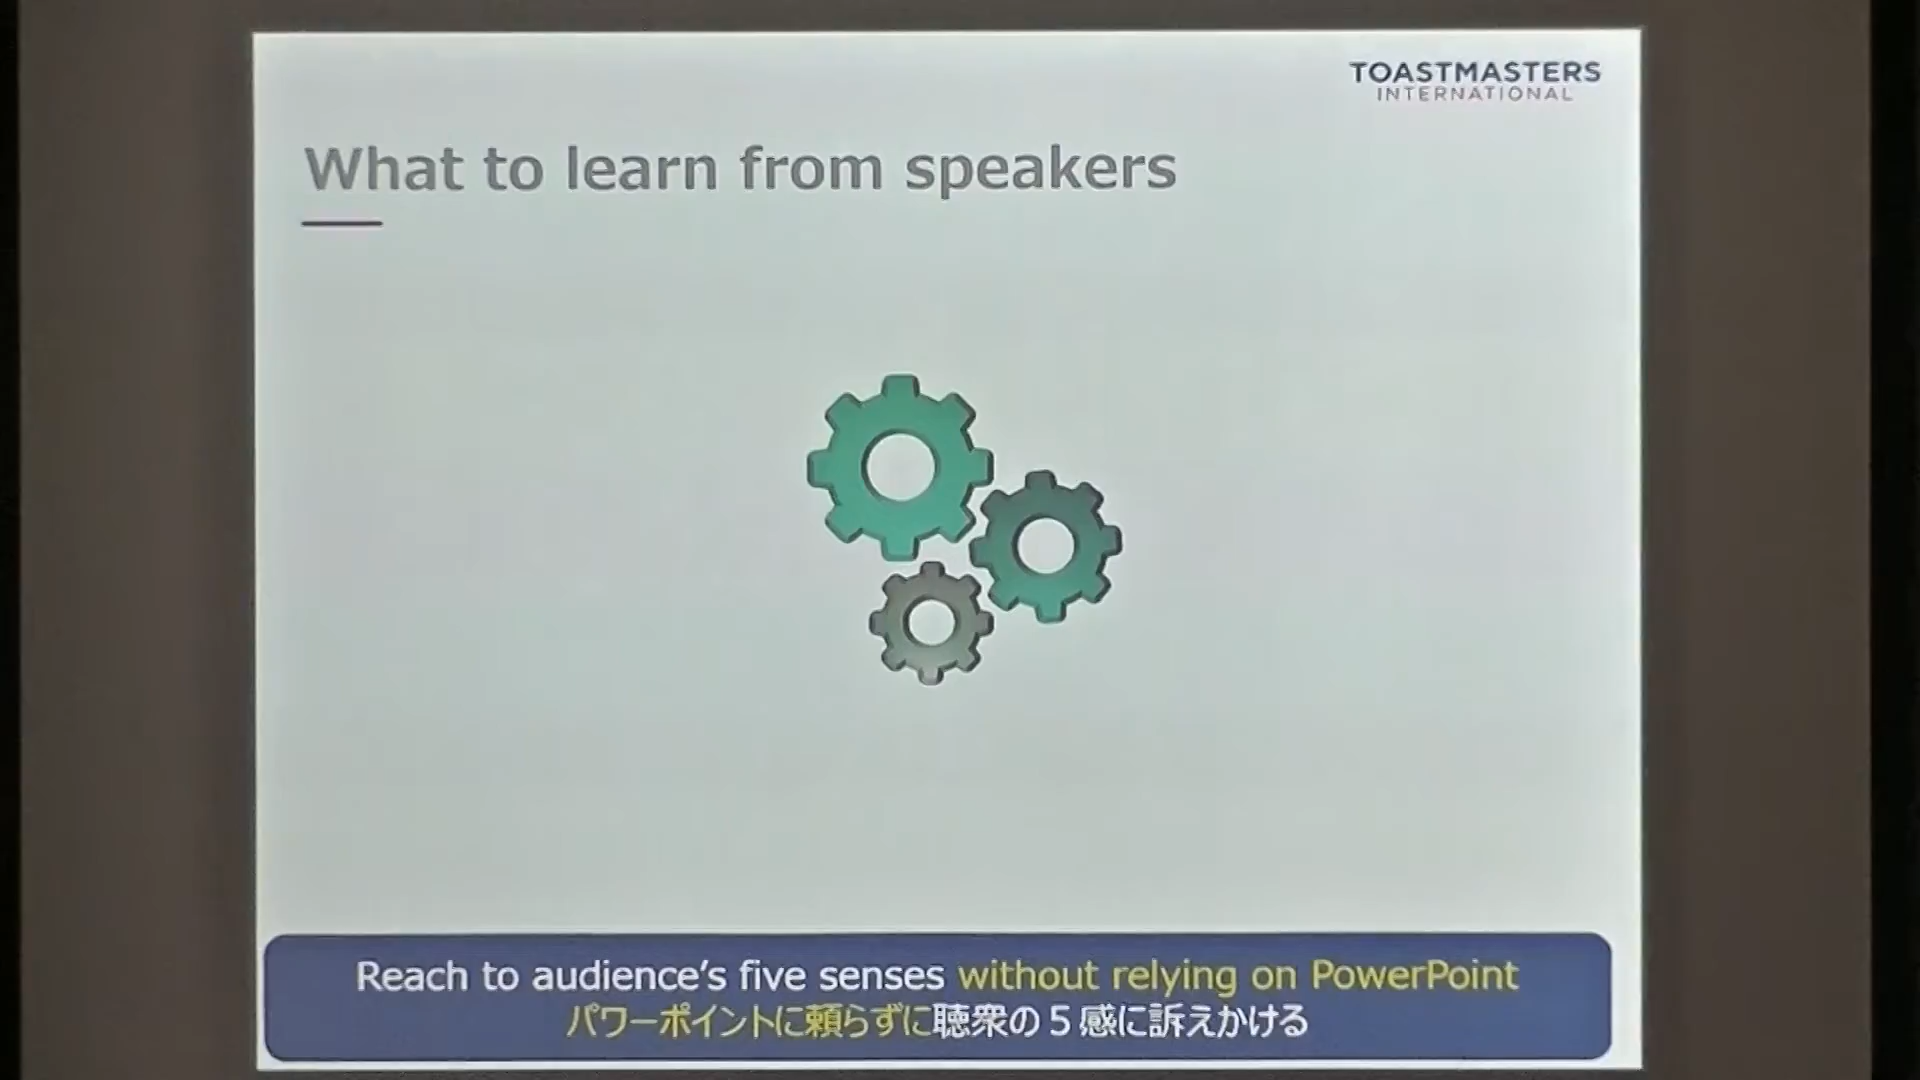 TOASTMASTERS
INTERNATIONAL
What to learn from speakers
Reach to audience’s five senses without relying on PowerPoint
パワーポイントに頼らずに聴衆の５感に訴えかける